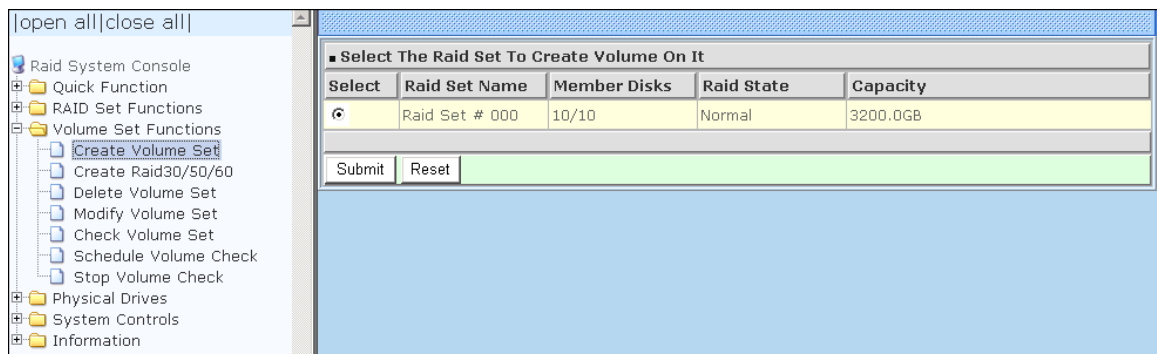 |open all|close all|
Raid System Console
Quick Function
RAID Set Functions
Volume Set Functions
Create Volume Set
Create Raid30/50/60
Delete Volume Set
Modify Volume Set
Check Volume Set
Schedule Volume Check
Stop Volume Check
Physical Drives
System Controls
Information
Select The Raid Set To Create Volume On It
Select Raid Set Name Member Disks Raid State Capacity
Raid Set # 000 10/10 Normal 3200.0GB
Submit Reset